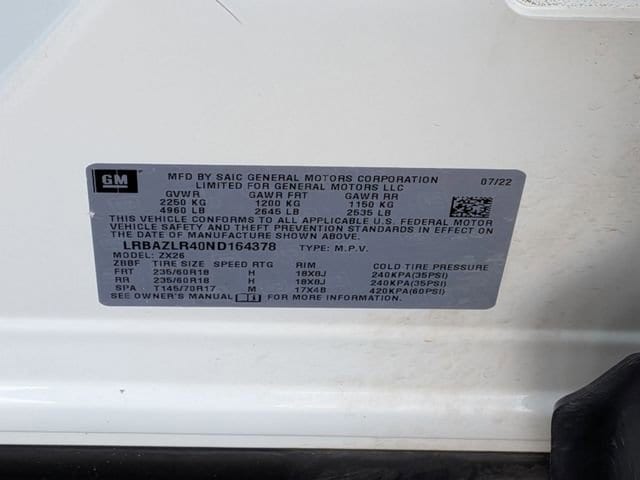 GM MFD BY SAIC GENERAL MOTORS CORPORATION 07/22
LIMITED FOR GENERAL MOTORS LLC
GVWR GAWR FRT GAWR RR
2250 KG 1200 KG 1150 KG
4960 LB 2645 LB 2535 LB
THIS VEHICLE CONFORMS TO ALL APPLICABLE U.S. FEDERAL MOTOR
VEHICLE SAFETY AND THEFT PREVENTION STANDARDS IN EFFECT ON
THE DATE OF MANUFACTURE SHOWN ABOVE.
LRBAZLR40ND164378 TYPE: M.P.V.
MODEL: ZX26
ZBBF TIRE SIZE SPEED RTG RIM COLD TIRE PRESSURE
FRT 235/60R18 H 18X8J 240KPA(35PSI)
RR 235/60R18 H 18X8J 240KPA(35PSI)
SPA T145/70R17 M 17X4B 420KPA(60PSI)
SEE OWNER'S MANUAL FOR MORE INFORMATION.